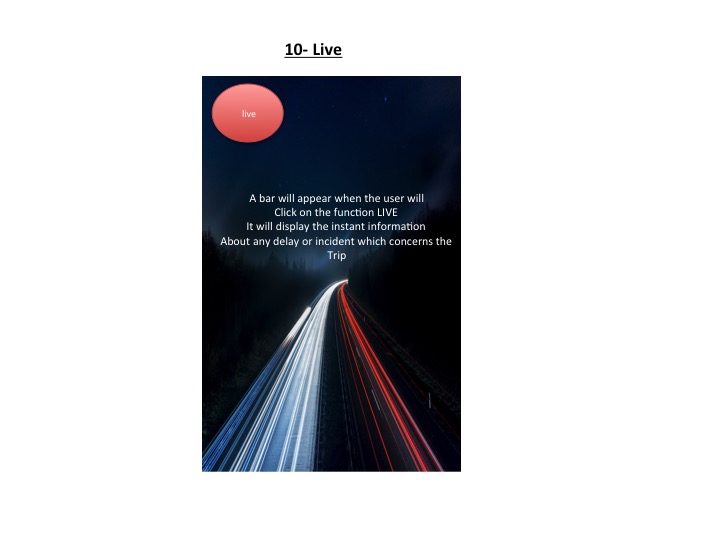 10- Live
live
A bar will appear when the user will
Click on the function LIVE
It will display the instant information
About any delay or incident which concerns the
Trip